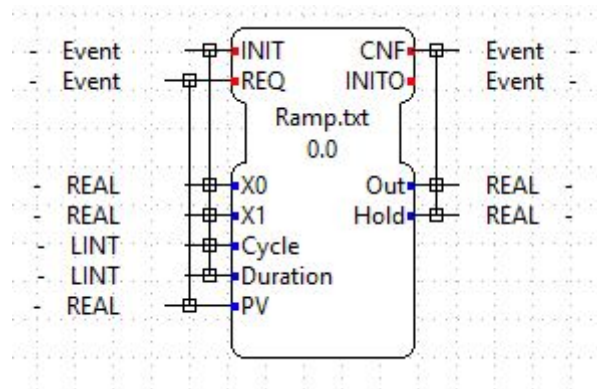 - Event INIT CNF Event -
- Event REQ INITO Event -
Ramp.txt
0.0
- REAL X0 Out REAL -
- REAL X1 Hold REAL -
- LINT Cycle
- LINT Duration
- REAL PV